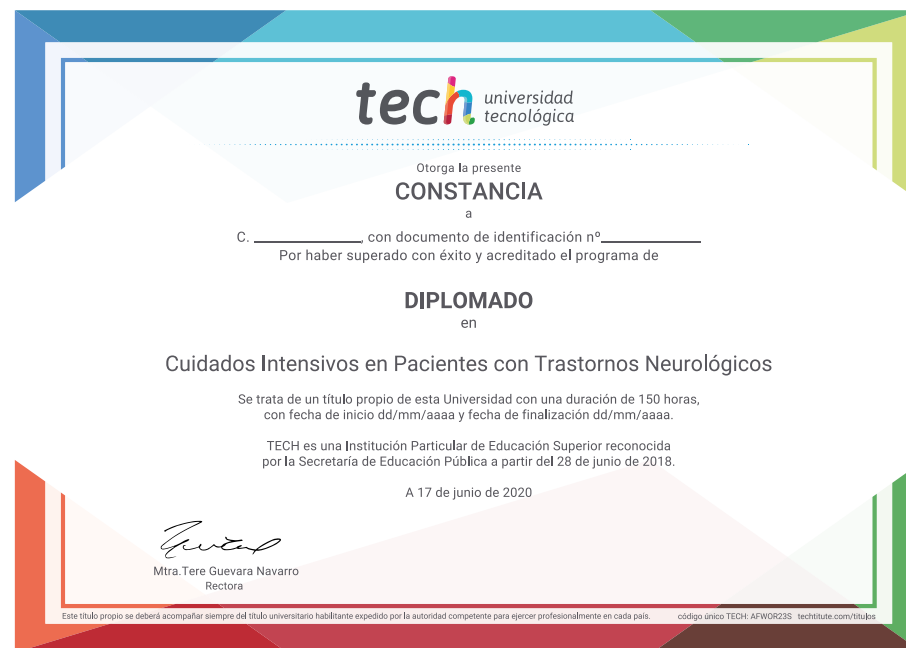 tech universidad
tecnológica
Otorga la presente
CONSTANCIA
a
C. ____________, con documento de identificación nº____________
Por haber superado con éxito y acreditado el programa de
DIPLOMADO
en
Cuidados Intensivos en Pacientes con Trastornos Neurológicos
Se trata de un título propio de esta Universidad con una duración de 150 horas,
con fecha de inicio dd/mm/aaaa y fecha de finalización dd/mm/aaaa.
TECH es una Institución Particular de Educación Superior reconocida
por la Secretaría de Educación Pública a partir del 28 de junio de 2018.
A 17 de junio de 2020
Mtra.Tere Guevara Navarro
Rectora
Este título propio se deberá acompañar siempre del título universitario habilitante expedido por la autoridad competente para ejercer profesionalmente en cada país. código único TECH: AFWOR23S techtitute.com/titulos